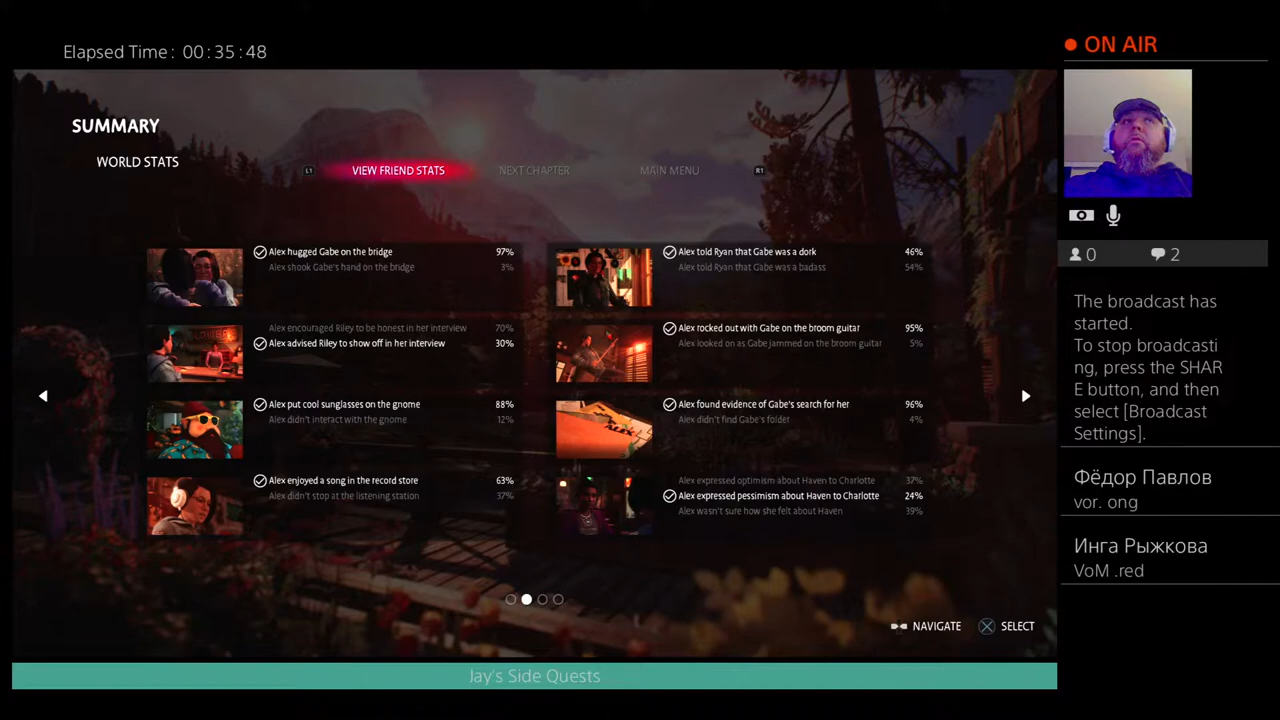 Elapsed Time: 00:35:48
ON AIR
SUMMARY
WORLD STATS
L1
VIEW FRIEND STATS
NEXT CHAPTER
MAIN MENU
R1
Alex hugged Gabe on the bridge 97%
Alex shook Gabe's hand on the bridge 3%
Alex encouraged Riley to be honest in her interview 70%
Alex advised Riley to show off in her interview 30%
Alex put cool sunglasses on the gnome 88%
Alex didn't interact with the gnome 12%
Alex enjoyed a song in the record store 63%
Alex didn't stop at the listening station 37%
Alex told Ryan that Gabe was a dork 46%
Alex told Ryan that Gabe was a badass 54%
Alex rocked out with Gabe on the broom guitar 95%
Alex looked on as Gabe jammed on the broom guitar 5%
Alex found evidence of Gabe's search for her 96%
Alex didn't find Gabe's folder 4%
Alex expressed optimism about Haven to Charlotte 37%
Alex expressed pessimism about Haven to Charlotte 24%
Alex wasn't sure how she felt about Haven 39%
NAVIGATE
SELECT
Jay's Side Quests
0
2
The broadcast has
started.
To stop broadcasti
ng, press the SHAR
E button, and then
select [Broadcast
Settings].
Фёдор Павлов
vor. ong
Инга Рыжкова
VoM .red